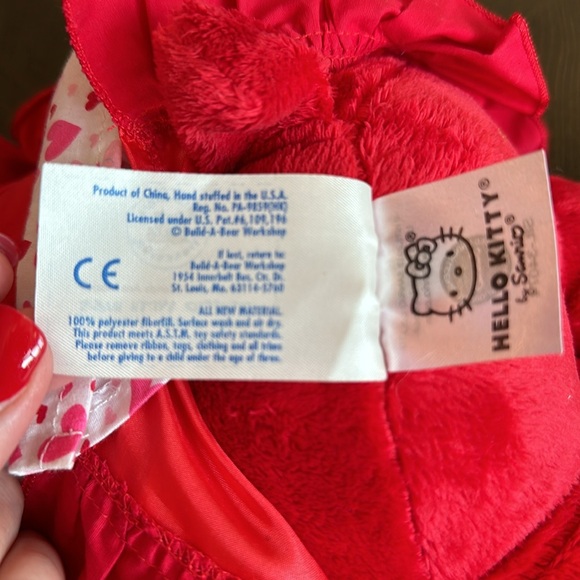 Product of China, Hand stuffed in the U.S.A.
Reg. No. PA-9859(HK)
Licensed under U.S. Pat.#6,109,196
© Build-A-Bear Workshop
If lost, return to:
Build-A-Bear Workshop
1954 Innerbelt Bus. Ctr. Dr.
St. Louis, Mo. 63114-5760
CE
ALL NEW MATERIAL
100% polyester fiberfill. Surface wash and air dry.
This product meets A.S.T.M. toy safety standards.
Please remove ribbon, tags, clothing and all trims
before giving to a child under the age of three.
HELLO KITTY®
by Sanrio®